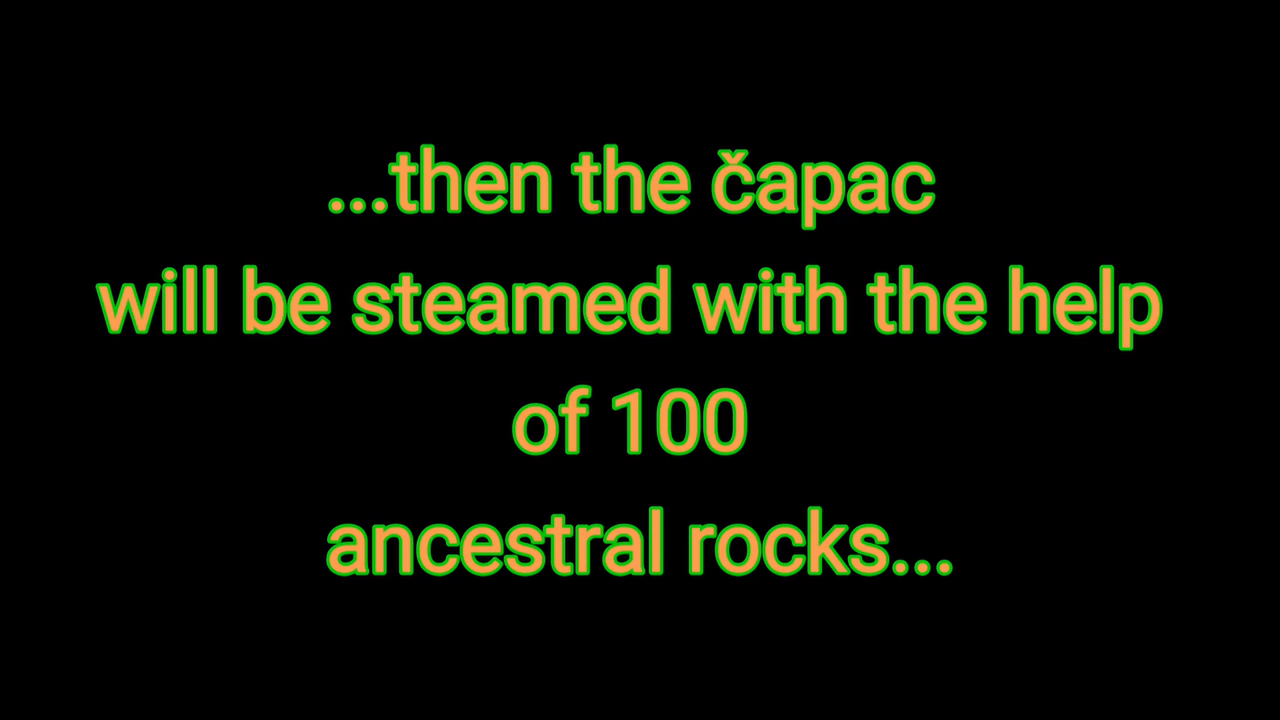 ...then the čapac
will be steamed with the help
of 100
ancestral rocks...